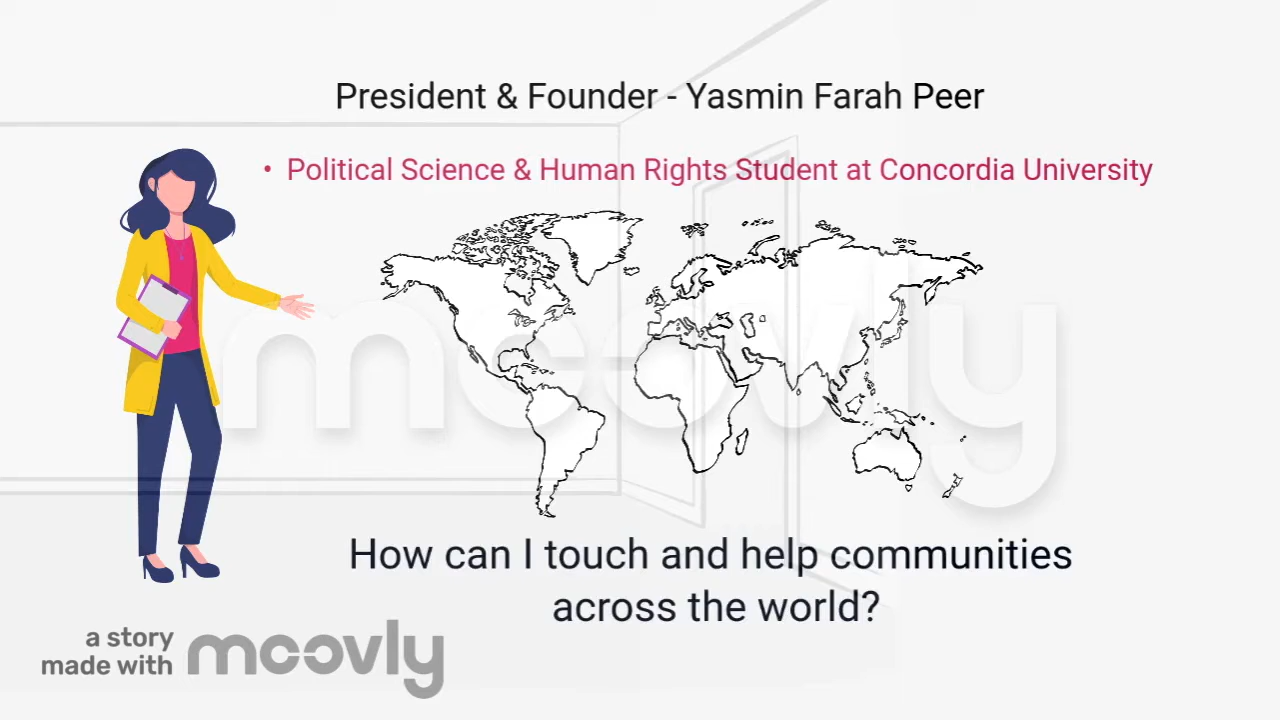 President & Founder - Yasmin Farah Peer
• Political Science & Human Rights Student at Concordia University
moovly
How can I touch and help communities
across the world?
a story
made with moovly